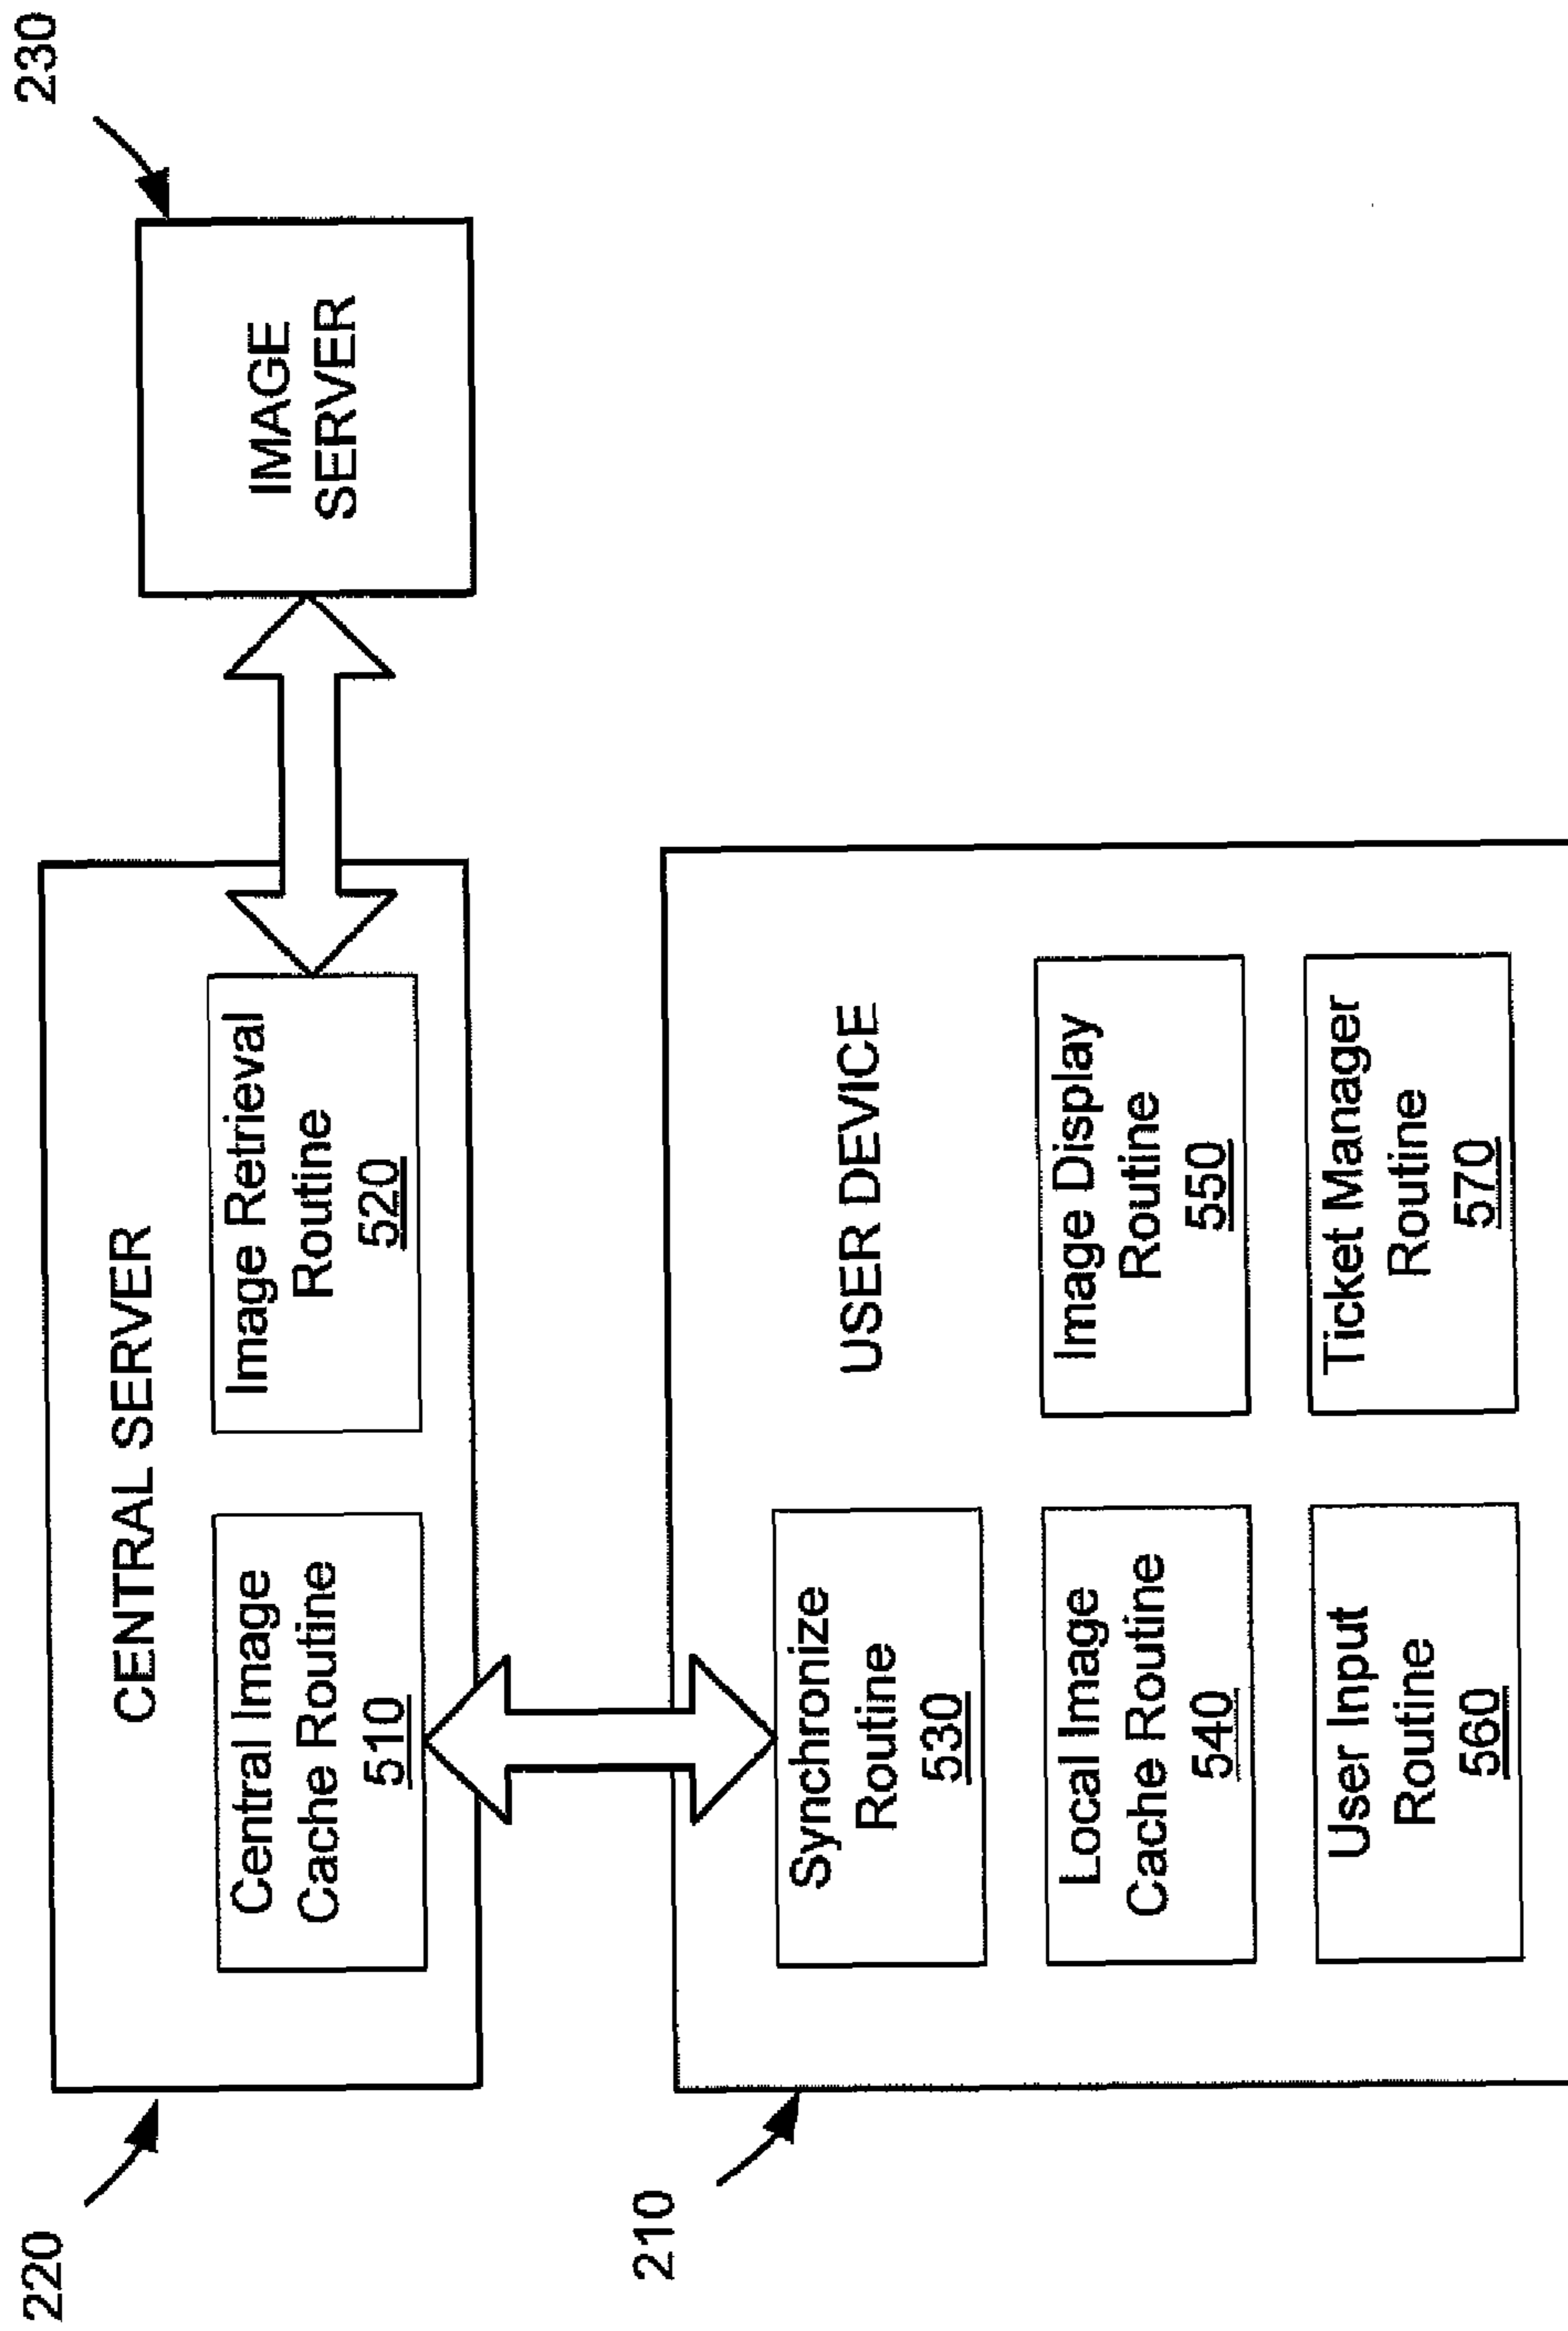 220
CENTRAL SERVER
Central Image
Cache Routine
510
Image Retrieval
Routine
520
230
IMAGE
SERVER
210
USER DEVICE
Synchronize
Routine
530
Local Image
Cache Routine
540
Image Display
Routine
550
User Input
Routine
560
Ticket Manager
Routine
570